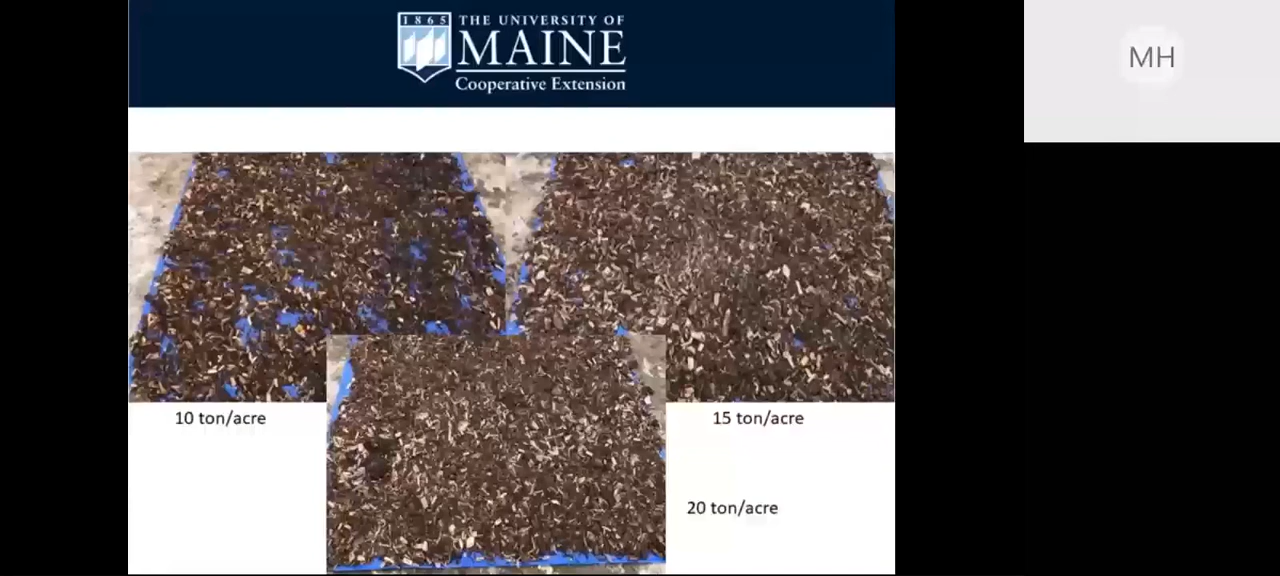 1865
THE UNIVERSITY OF
MAINE
Cooperative Extension
MH
10 ton/acre
15 ton/acre
20 ton/acre